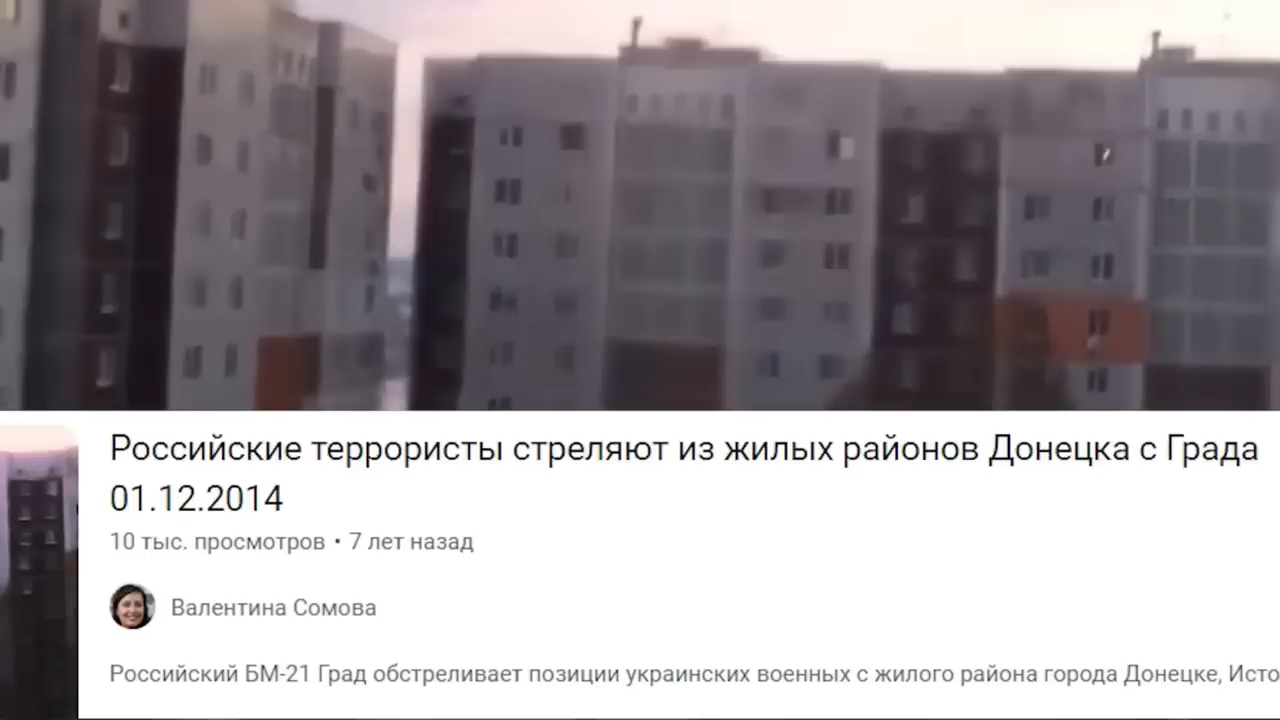 Российские террористы стреляют из жилых районов Донецка с Града
01.12.2014
10 тыс. просмотров • 7 лет назад
Валентина Сомова
Российский БМ-21 Град обстреливает позиции украинских военных с жилого района города Донецке, Исто